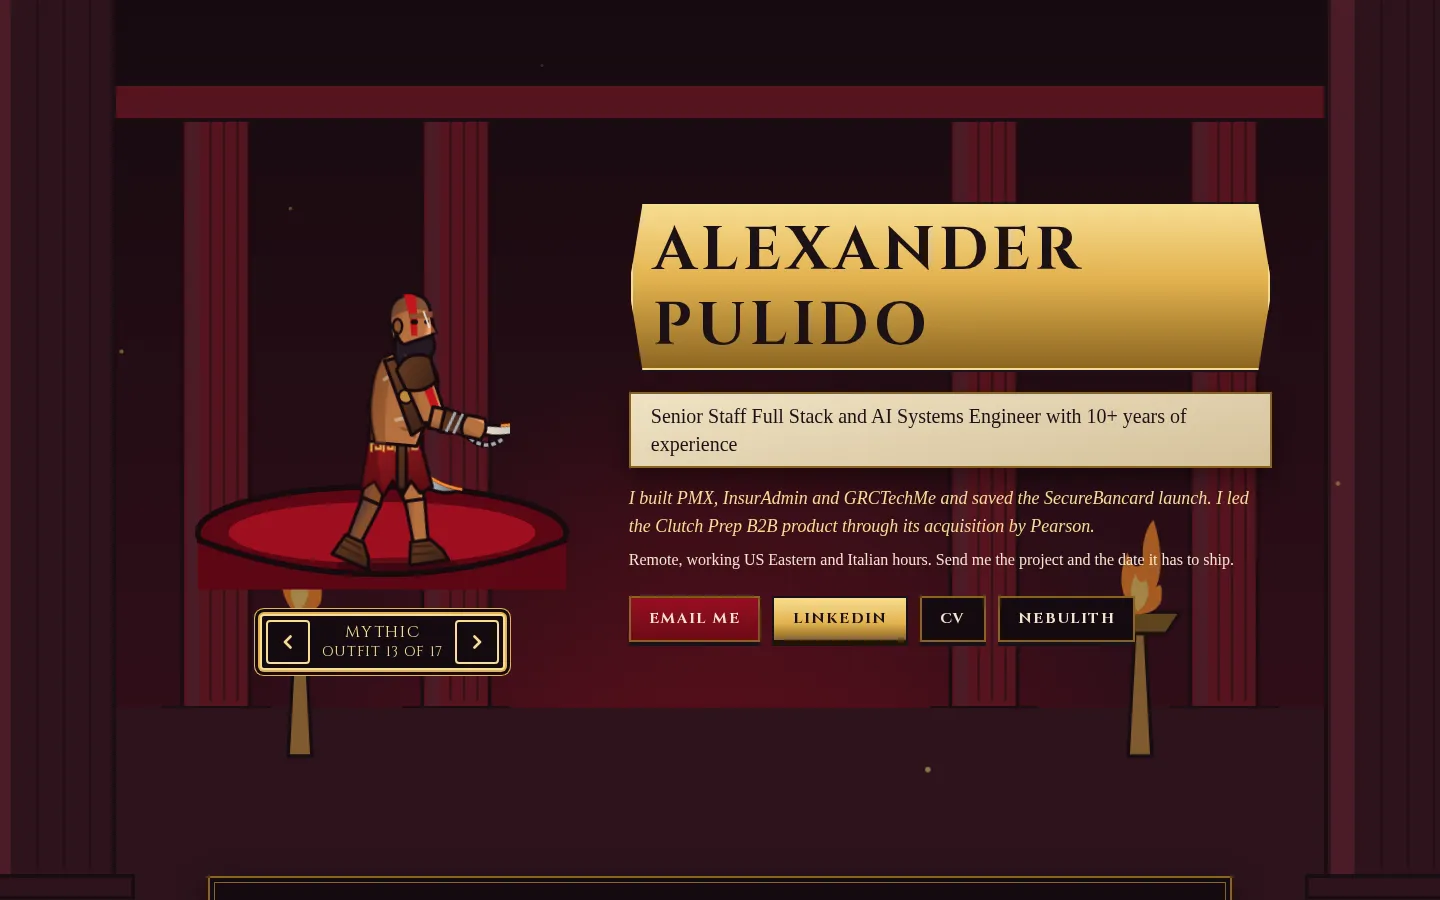 ALEXANDER
PULIDO
Senior Staff Full Stack and AI Systems Engineer with 10+ years of
experience
I built PMX, InsurAdmin and GRCTechMe and saved the SecureBancard launch. I led
the Clutch Prep B2B product through its acquisition by Pearson.
Remote, working US Eastern and Italian hours. Send me the project and the date it has to ship.
EMAIL ME
LINKEDIN
CV
NEBULITH
MYTHIC
OUTFIT 13 OF 17